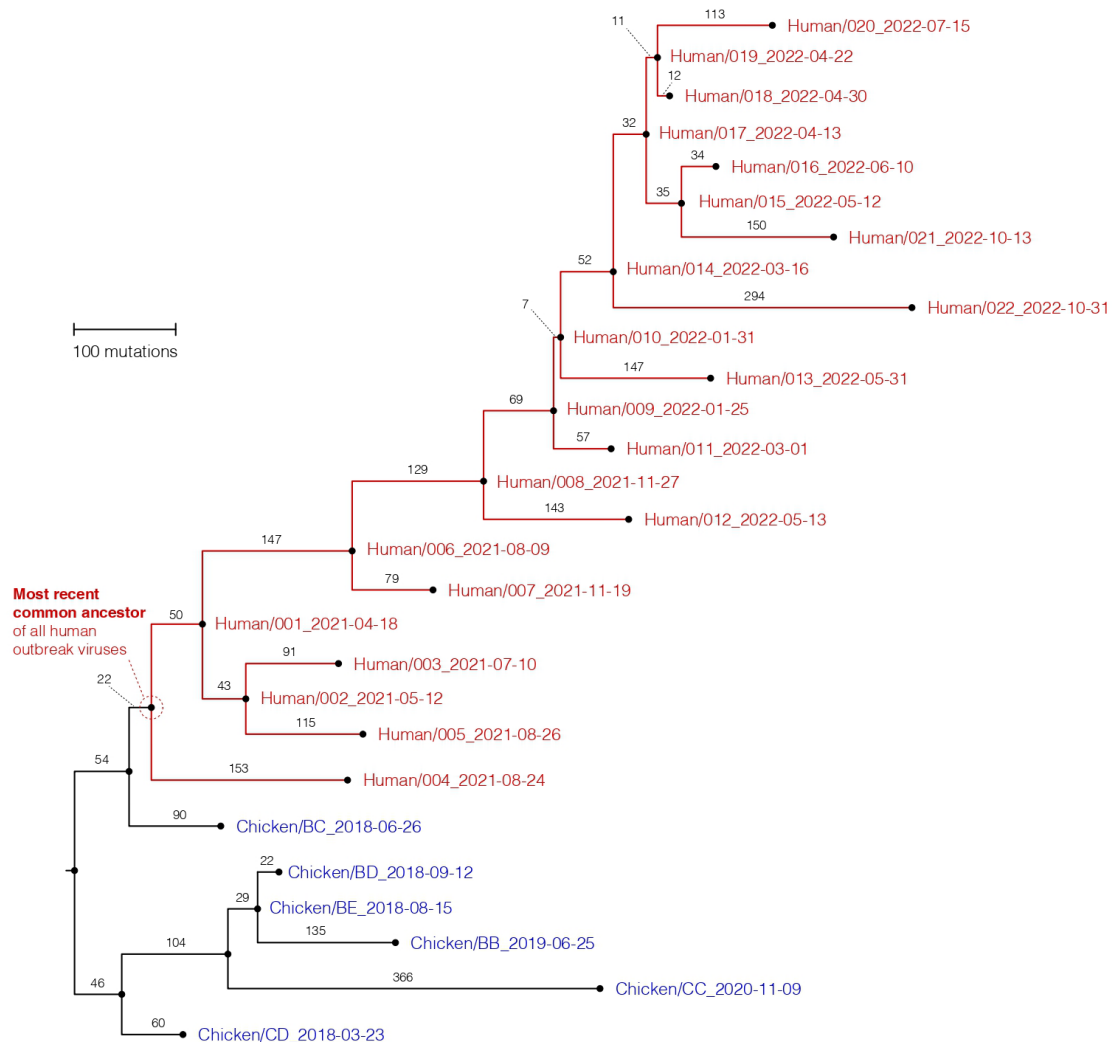 113
Human/020_2022-07-15
11
Human/019_2022-04-22
12
Human/018_2022-04-30
32
Human/017_2022-04-13
34
Human/016_2022-06-10
35
Human/015_2022-05-12
150
Human/021_2022-10-13
52
Human/014_2022-03-16
294
Human/022_2022-10-31
7
Human/010_2022-01-31
100 mutations
147
Human/013_2022-05-31
69
Human/009_2022-01-25
57
Human/011_2022-03-01
129
Human/008_2021-11-27
143
Human/012_2022-05-13
147
Human/006_2021-08-09
79
Human/007_2021-11-19
Most recent
common ancestor
of all human
outbreak viruses
50
Human/001_2021-04-18
91
Human/003_2021-07-10
22
43
Human/002_2021-05-12
115
Human/005_2021-08-26
54
153
Human/004_2021-08-24
90
Chicken/BC_2018-06-26
22
Chicken/BD_2018-09-12
29
Chicken/BE_2018-08-15
135
Chicken/BB_2019-06-25
104
366
Chicken/CC_2020-11-09
46
60
Chicken/CD_2018-03-23